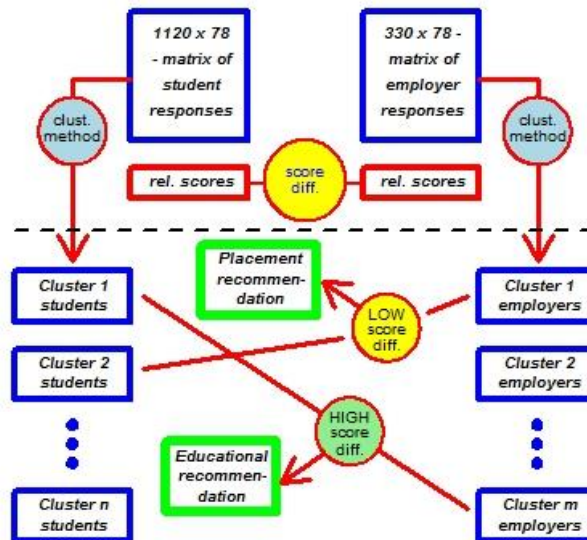 1120 x 78
- matrix of
student
responses
330 x 78 -
matrix of
employer
responses
clust.
method
clust.
method
rel. scores
score
diff.
rel. scores
Placement
recommen-
dation
Cluster 1
students
LOW
score
diff.
Cluster 1
employers
Cluster 2
students
Cluster 2
employers
HIGH
score
diff.
Educational
recommen-
dation
Cluster n
students
Cluster m
employers